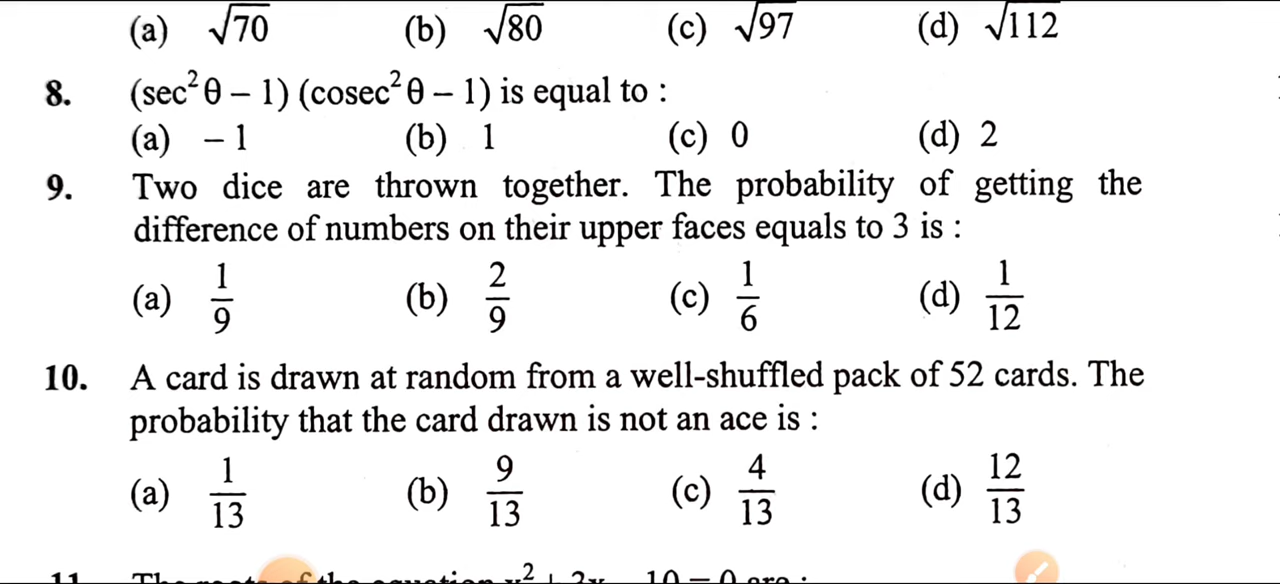 (a) √70 (b) √80 (c) √97 (d) √112
8. (sec²θ – 1) (cosec²θ – 1) is equal to :
(a) – 1 (b) 1 (c) 0 (d) 2
9. Two dice are thrown together. The probability of getting the
difference of numbers on their upper faces equals to 3 is :
(a) 1/9 (b) 2/9 (c) 1/6 (d) 1/12
10. A card is drawn at random from a well-shuffled pack of 52 cards. The
probability that the card drawn is not an ace is :
(a) 1/13 (b) 9/13 (c) 4/13 (d) 12/13